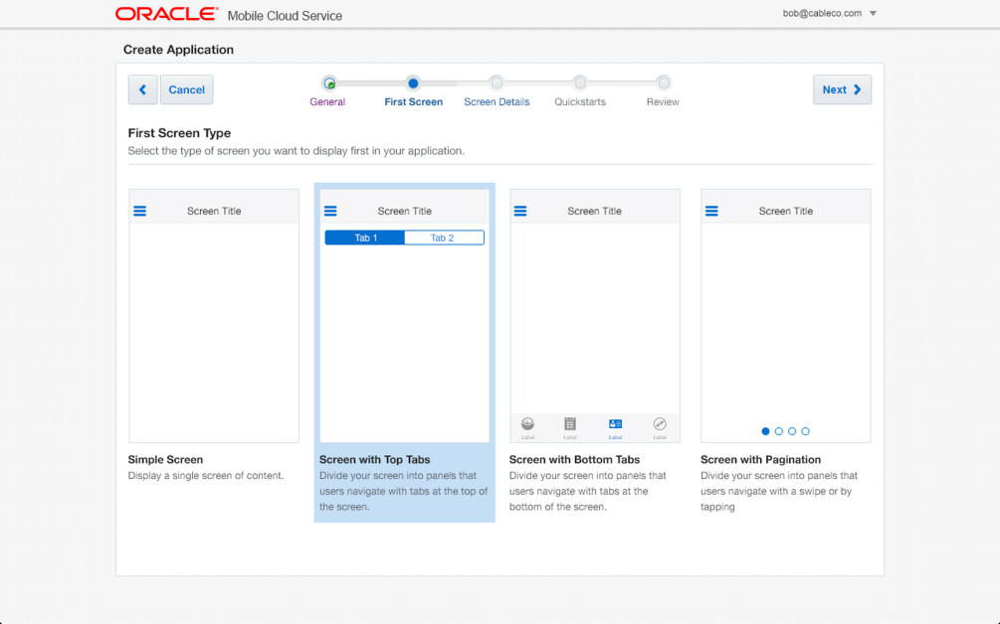 ORACLE Mobile Cloud Service
bob@cableco.com
Create Application
Cancel
General
First Screen
Screen Details
Quickstarts
Review
Next
First Screen Type
Select the type of screen you want to display first in your application.
Screen Title
Screen Title
Screen Title
Screen Title
Tab 1
Tab 2
Label
Label
Label
Label
Simple Screen
Display a single screen of content.
Screen with Top Tabs
Divide your screen into panels that
users navigate with tabs at the top of
the screen.
Screen with Bottom Tabs
Divide your screen into panels that
users navigate with tabs at the
bottom of the screen.
Screen with Pagination
Divide your screen into panels that
users navigate with a swipe or by
tapping